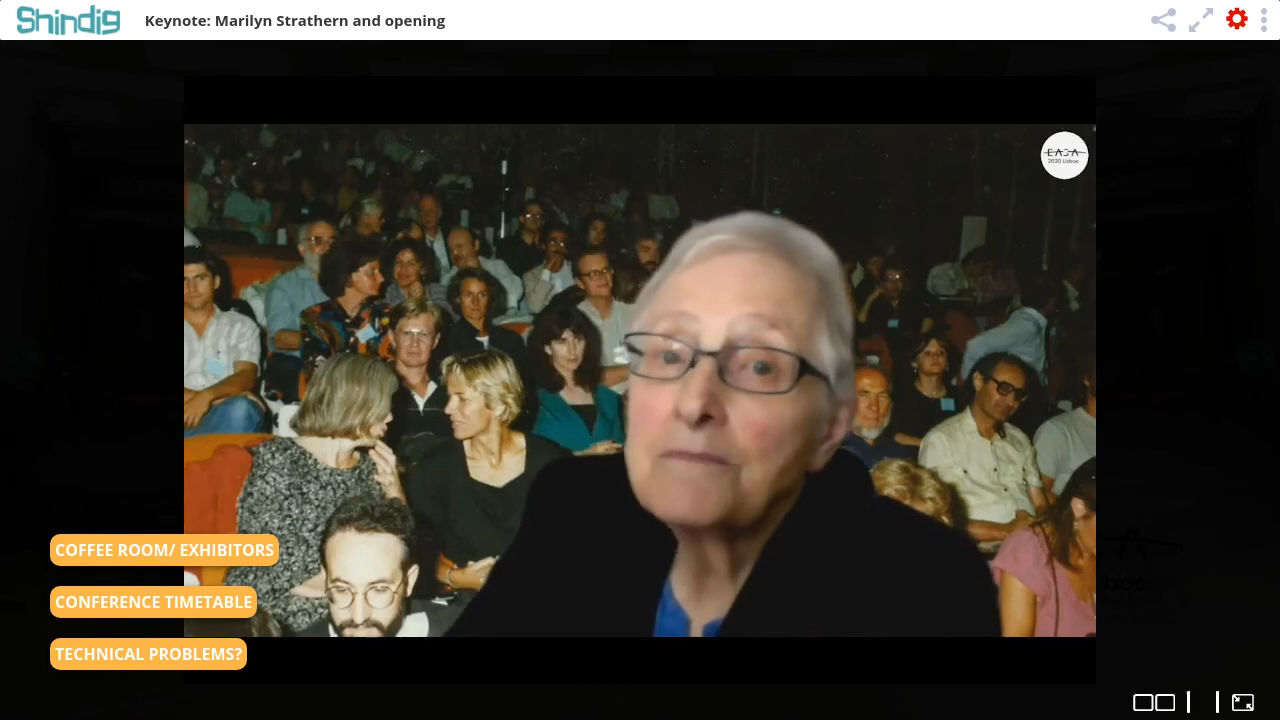 Shindig
Keynote: Marilyn Strathern and opening
EASA
2020 Lisboa
COFFEE ROOM/ EXHIBITORS
CONFERENCE TIMETABLE
TECHNICAL PROBLEMS?